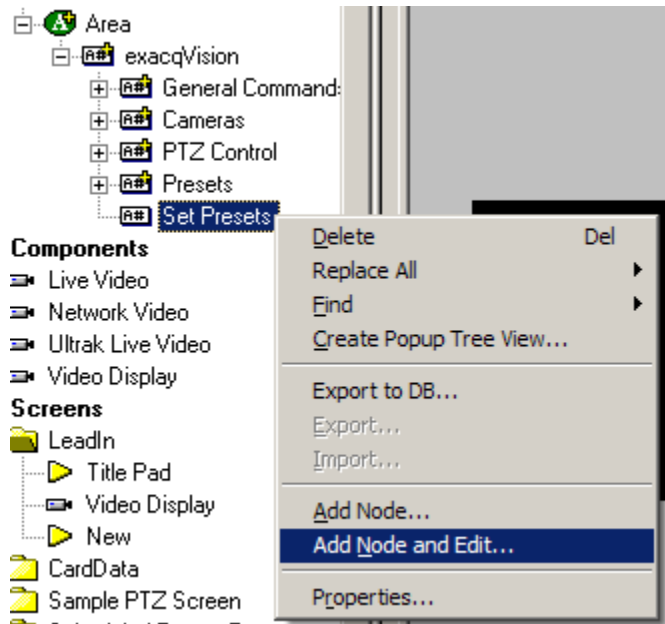 Area
exacqVision
General Command
Cameras
PTZ Control
Presets
Set Presets
Components
Live Video
Network Video
Ultrak Live Video
Video Display
Screens
LeadIn
Title Pad
Video Display
New
CardData
Sample PTZ Screen
Delete Del
Replace All
Find
Create Popup Tree View...
Export to DB...
Export...
Import...
Add Node...
Add Node and Edit...
Properties...